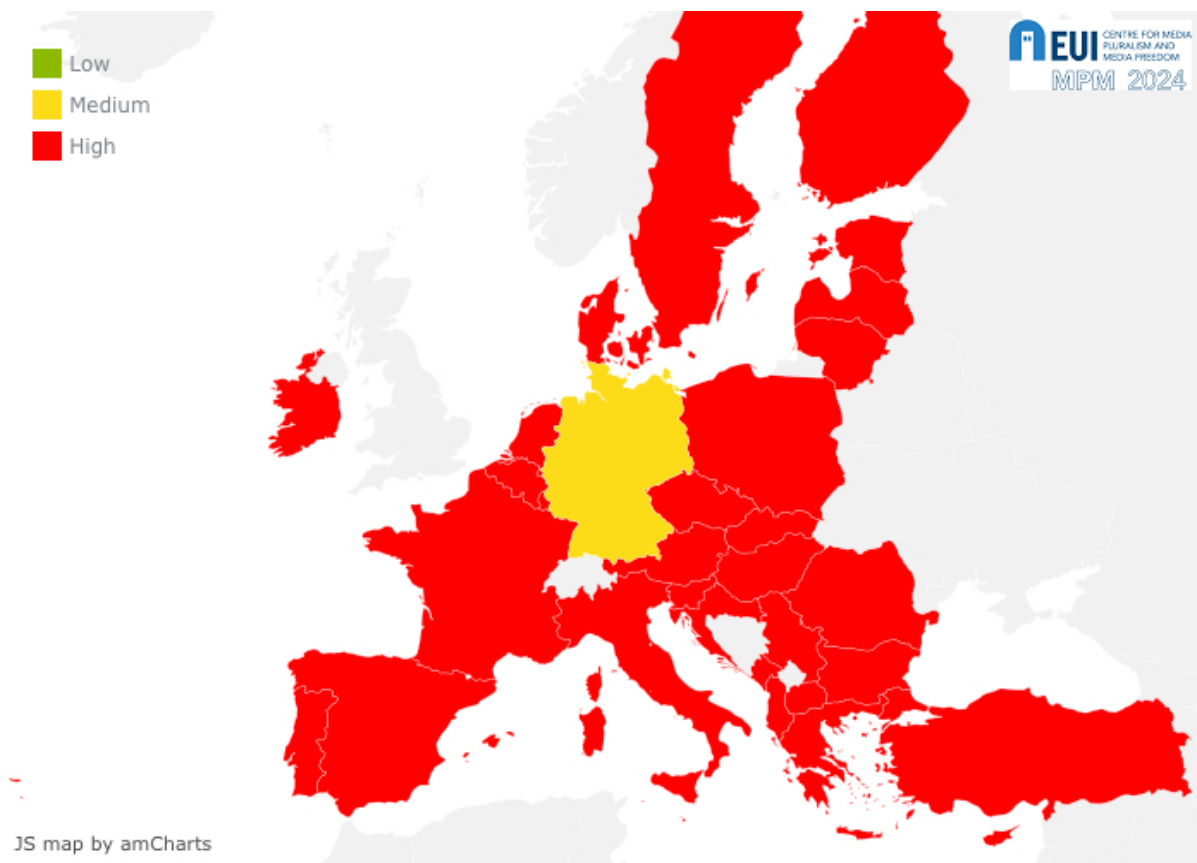 Low
Medium
High
EUI
CENTRE FOR MEDIA
PLURALISM AND
MEDIA FREEDOM
MPM 2024
JS map by amCharts